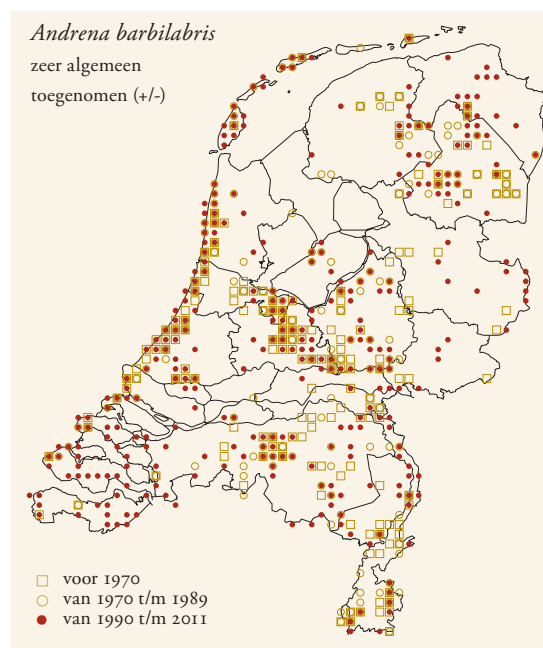 Andrena barbilabris
zeer algemeen
toegenomen (+/-)
voor 1970
van 1970 t/m 1989
van 1990 t/m 2011